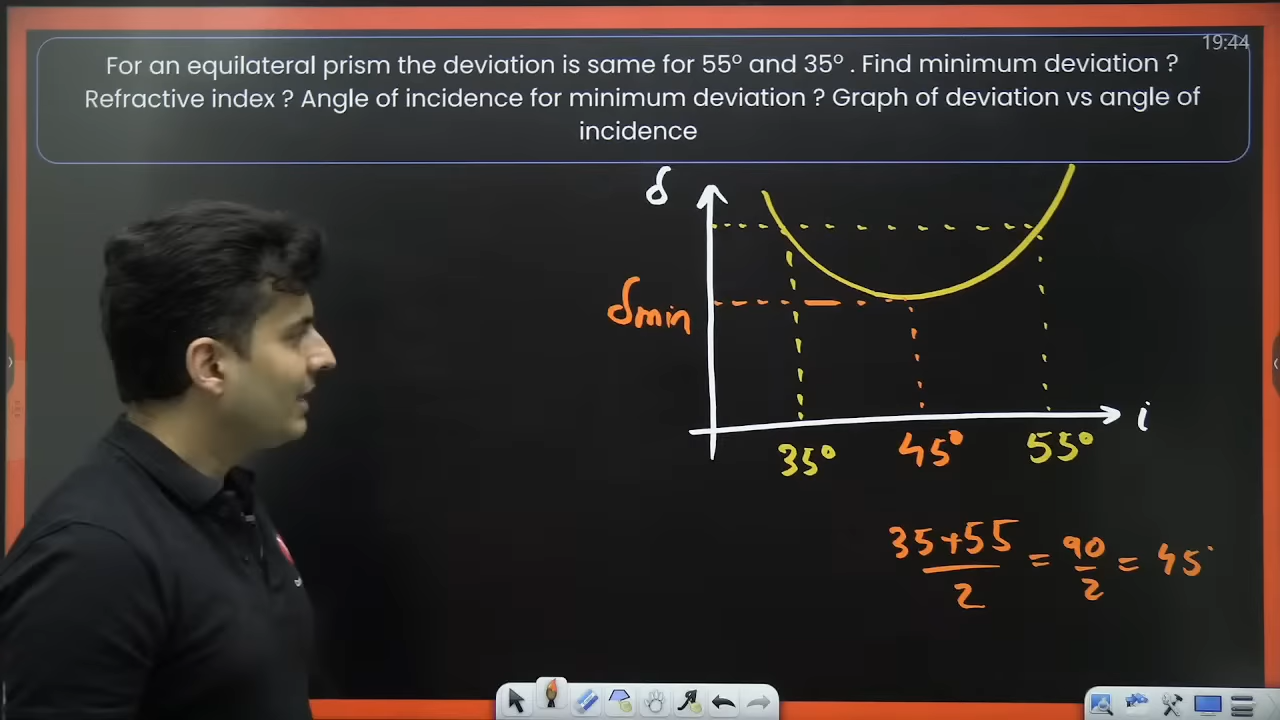 19:44
For an equilateral prism the deviation is same for 55° and 35° . Find minimum deviation ?
Refractive index ? Angle of incidence for minimum deviation ? Graph of deviation vs angle of
incidence
δ
δmin
i
35° 45° 55°
35+55/2 = 90/2 = 45°